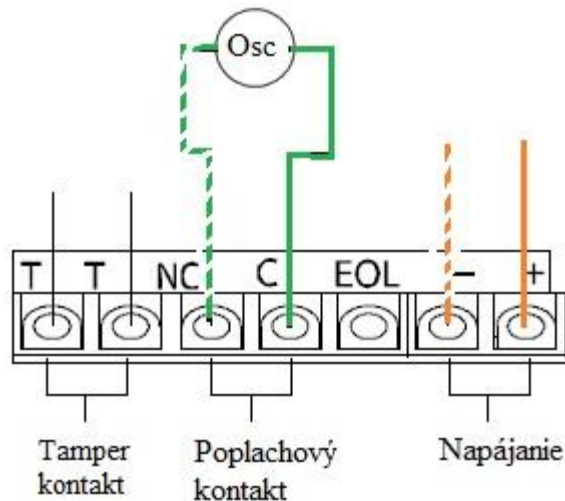 Osc
T T NC C EOL - +
Tamper Poplachový Napájanie
kontakt kontakt